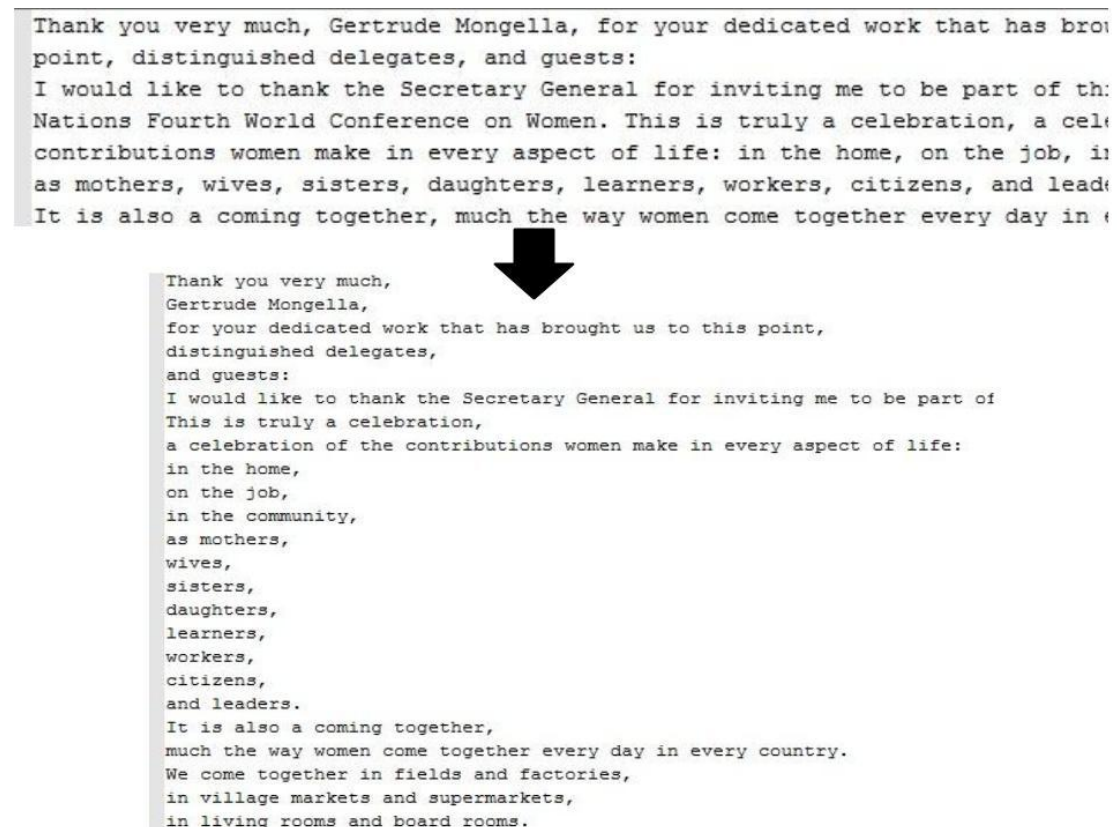 Thank you very much, Gertrude Mongella, for your dedicated work that has
point, distinguished delegates, and guests:
I would like to thank the Secretary General for inviting me to be part of
Nations Fourth World Conference on Women. This is truly a celebration, a
contributions women make in every aspect of life: in the home, on the job,
as mothers, wives, sisters, daughters, learners, workers, citizens, and
It is also a coming together, much the way women come together every day in
Thank you very much,
Gertrude Mongella,
for your dedicated work that has brought us to this point,
distinguished delegates,
and guests:
I would like to thank the Secretary General for inviting me to be part of
This is truly a celebration,
a celebration of the contributions women make in every aspect of life:
in the home,
on the job,
in the community,
as mothers,
wives,
sisters,
daughters,
learners,
workers,
citizens,
and leaders.
It is also a coming together,
much the way women come together every day in every country.
We come together in fields and factories,
in village markets and supermarkets,
in living rooms and board rooms.